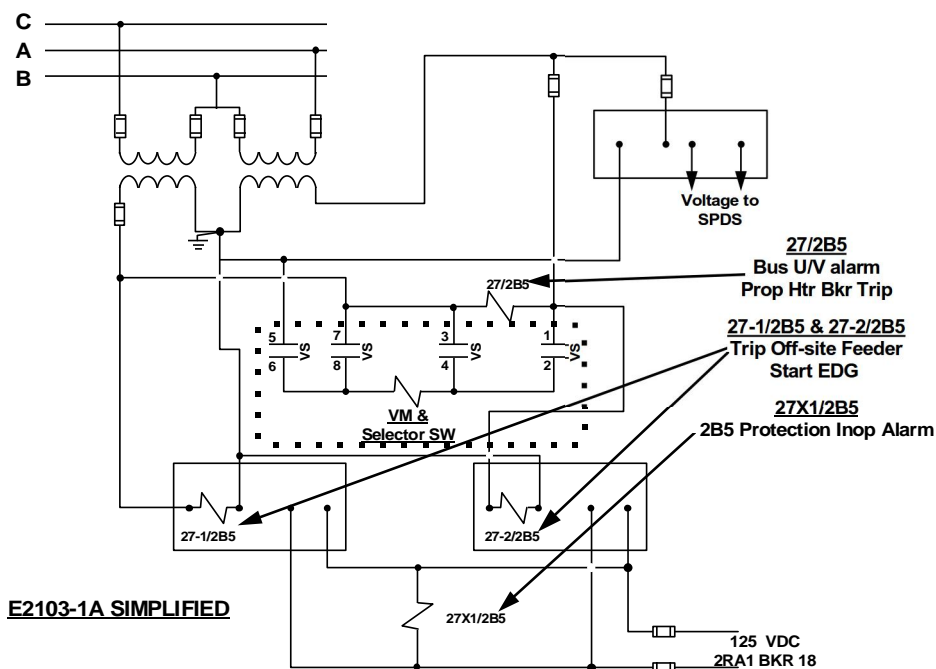 C
A
B
Voltage to
SPDS
27/2B5
Bus U/V alarm
Prop Htr Bkr Trip
27/2B5
27-1/2B5 & 27-2/2B5
Trip Off-site Feeder
Start EDG
5
6
VS
7
8
VS
3
4
VS
1
2
VS
27X1/2B5
2B5 Protection Inop Alarm
VM &
Selector SW
27-1/2B5
27-2/2B5
E2103-1A SIMPLIFIED
27X1/2B5
125 VDC
2RA1 BKR 18